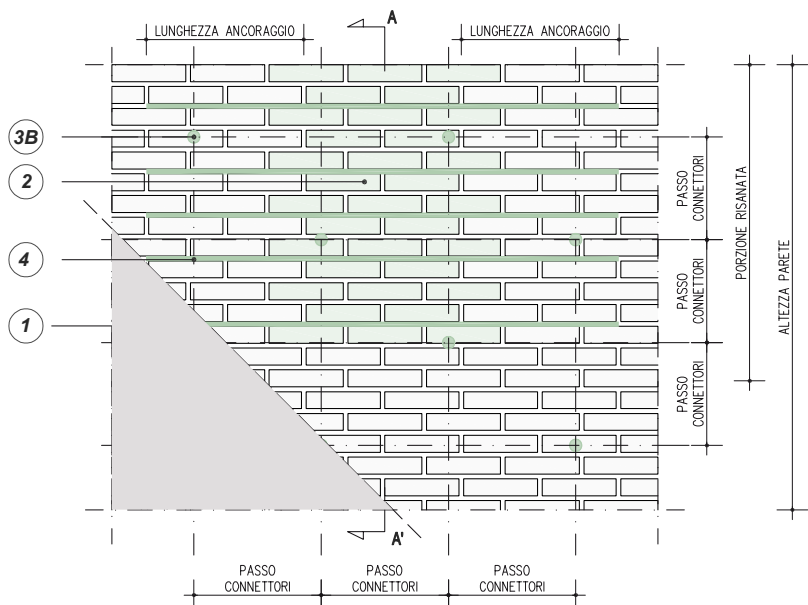 A
LUNGHEZZA ANCORAGGIO
LUNGHEZZA ANCORAGGIO
3B
2
4
1
PASSO
CONNETTORI
PASSO
CONNETTORI
PASSO
CONNETTORI
PORZIONE RISANATA
ALTEZZA PARETE
A'
PASSO
CONNETTORI
PASSO
CONNETTORI
PASSO
CONNETTORI